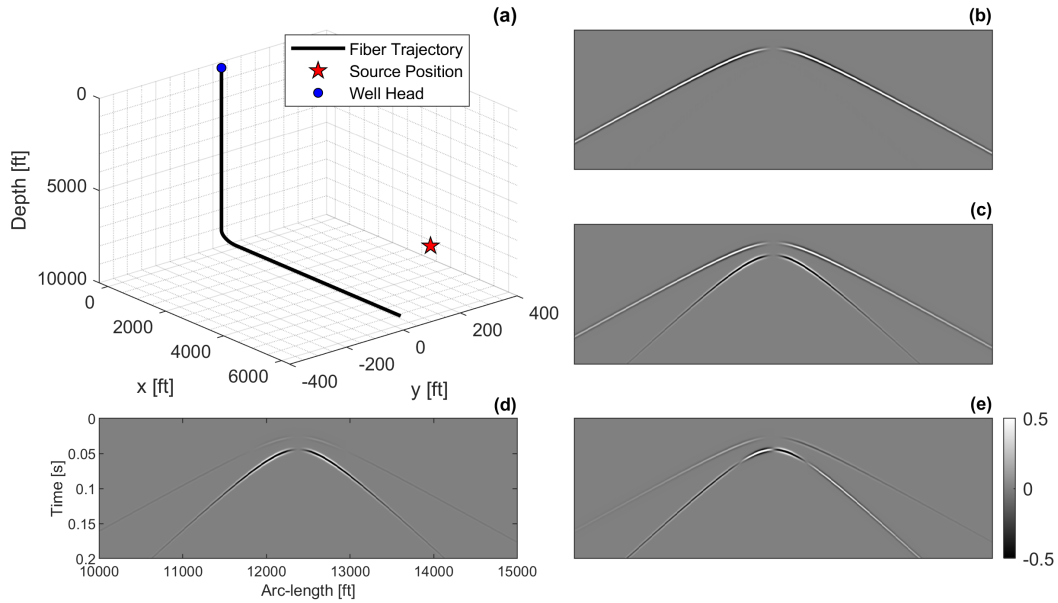 (a)
Fiber Trajectory
Source Position
Well Head
0
5000
10000
Depth [ft]
0
2000
4000
6000
x [ft]
-400
-200
0
200
400
y [ft]
(b)
(c)
(d)
0
0.05
0.1
0.15
0.2
Time [s]
10000 11000 12000 13000 14000 15000
Arc-length [ft]
(e)
0.5
0
-0.5